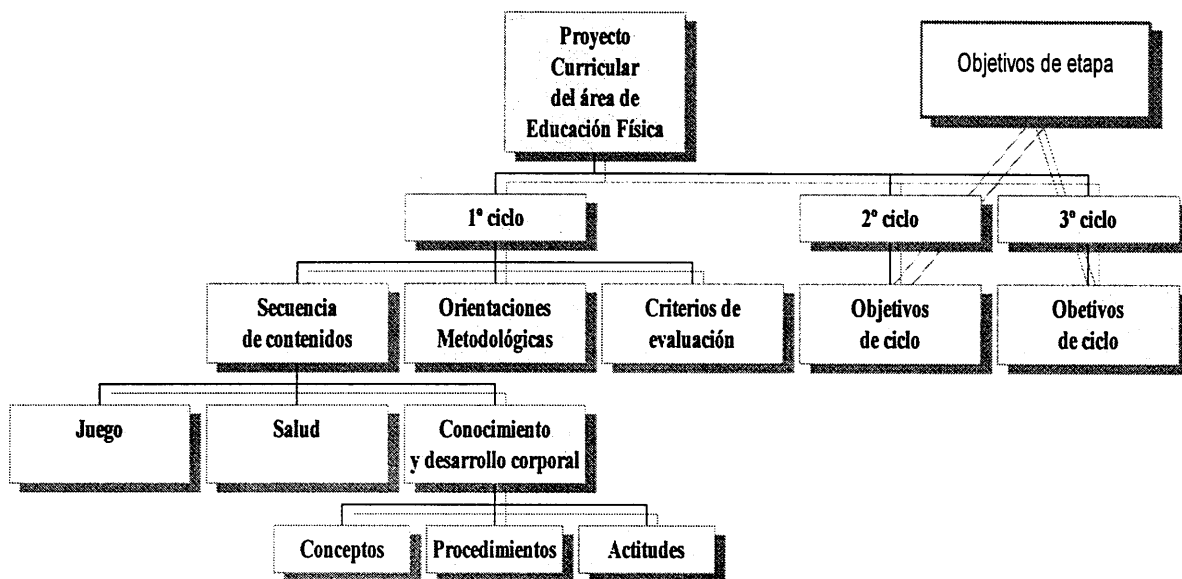 Proyecto
Curricular
del área de
Educación Física
Objetivos de etapa
1º ciclo
2º ciclo
3º ciclo
Secuencia
de contenidos
Orientaciones
Metodológicas
Criterios de
evaluación
Objetivos
de ciclo
Obetivos
de ciclo
Juego
Salud
Conocimiento
y desarrollo corporal
Conceptos
Procedimientos
Actitudes